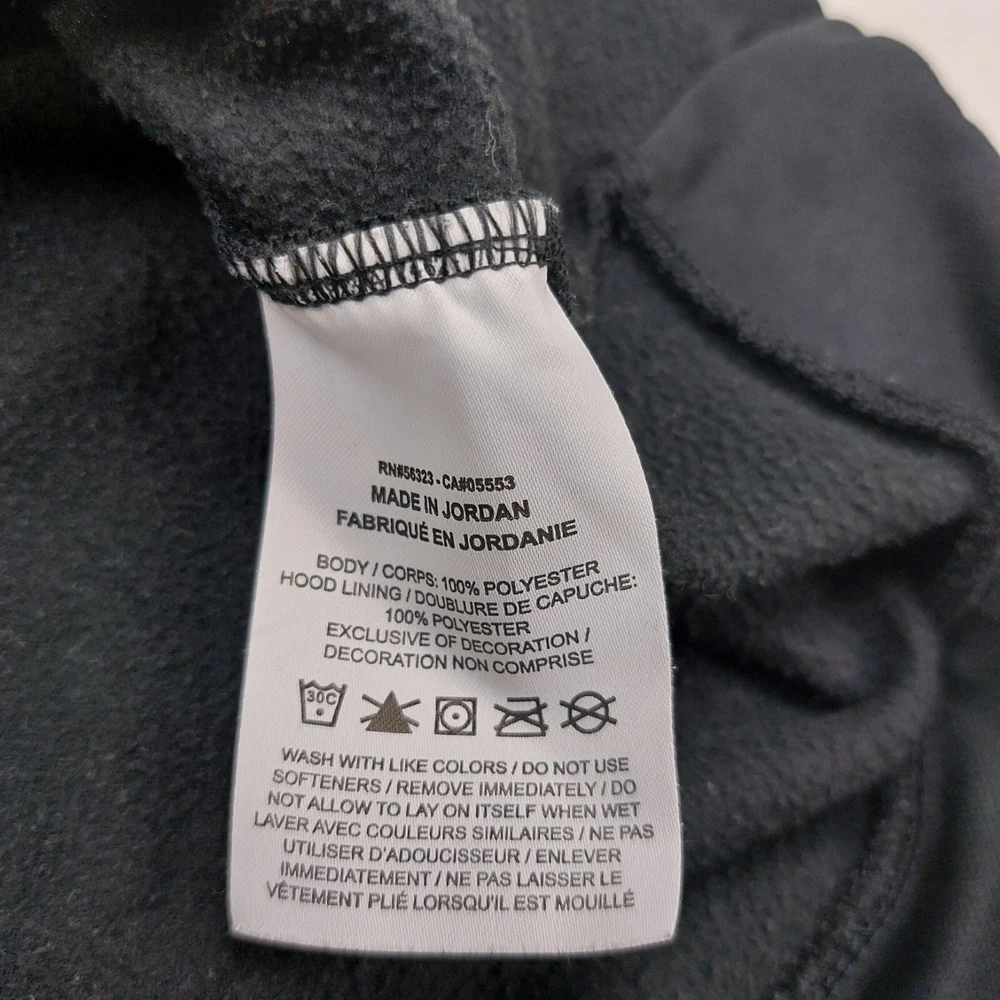 RN#56323 - CA#05553
MADE IN JORDAN
FABRIQUÉ EN JORDANIE
BODY / CORPS: 100% POLYESTER
HOOD LINING / DOUBLURE DE CAPUCHE:
100% POLYESTER
EXCLUSIVE OF DECORATION /
DECORATION NON COMPRISE
30C
WASH WITH LIKE COLORS / DO NOT USE
SOFTENERS / REMOVE IMMEDIATELY / DO
NOT ALLOW TO LAY ON ITSELF WHEN WET
LAVER AVEC COULEURS SIMILAIRES / NE PAS
UTILISER D'ADOUCISSEUR / ENLEVER
IMMEDIATEMENT / NE PAS LAISSER LE
VÊTEMENT PLIÉ LORSQU'IL EST MOUILLÉ